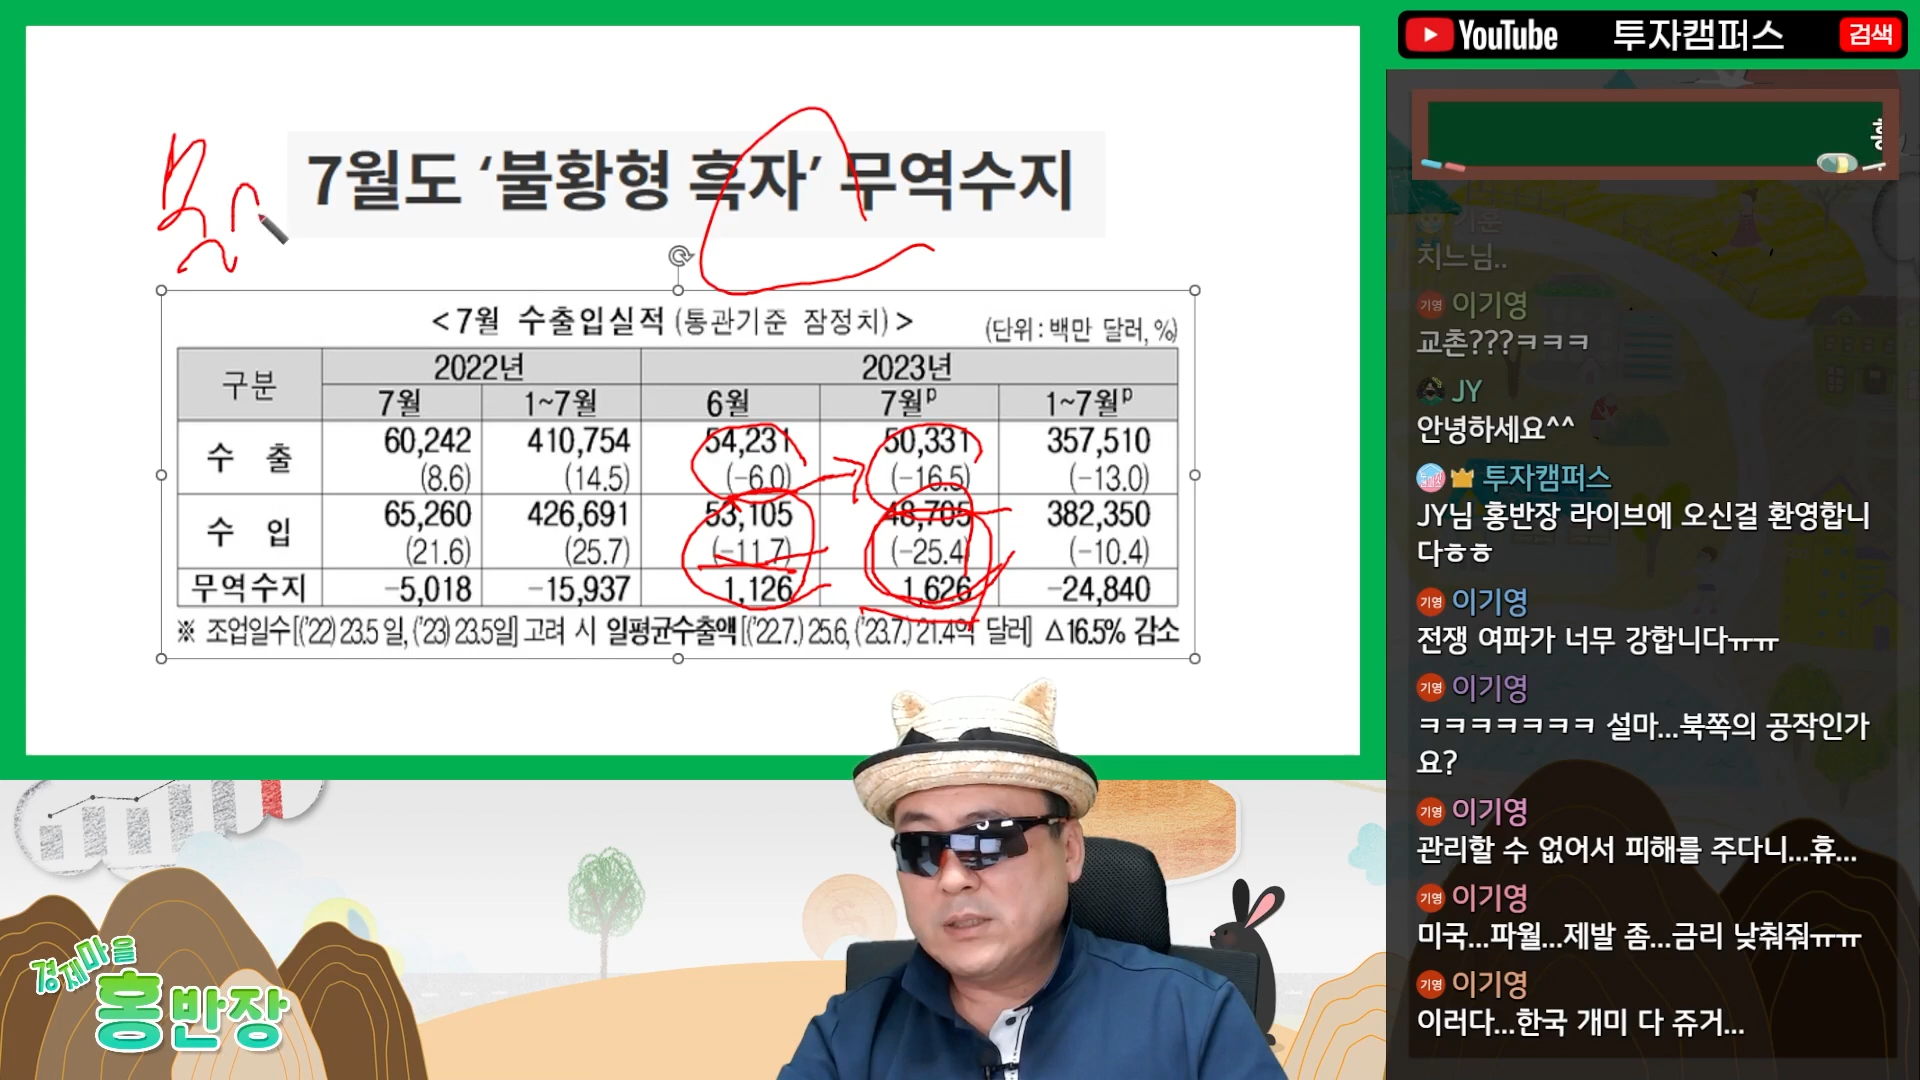 YouTube 투자캠퍼스 검색
7월도 ‘불황형 흑자’ 무역수지
<7월 수출입실적(통관기준 잠정치)>
(단위:백만 달러, %)
구분 2022년 2023년
7월 1~7월 6월 7월p 1~7월p
수 출 60,242 410,754 54,231 50,331 357,510
(8.6) (14.5) (-6.0) (-16.5) (-13.0)
수 입 65,260 426,691 53,105 48,705 382,350
(21.6) (25.7) (-11.7) (-25.4) (-10.4)
무역수지 -5,018 -15,937 1,126 1,626 -24,840
※ 조업일수[('22) 23.5일, ('23) 23.5일] 고려 시 일평균수출액[('22.7.) 25.6, ('23.7.) 21.4억 달러] △16.5% 감소
경제마을
홍반장
치느님..
기영 이기영
교촌???ㅋㅋㅋ
JY
안녕하세요^^
투자캠퍼스
JY님 홍반장 라이브에 오신걸 환영합니
다ㅎㅎ
기영 이기영
전쟁 여파가 너무 강합니다ㅠㅠ
기영 이기영
ㅋㅋㅋㅋㅋㅋㅋ 설마...북쪽의 공작인가
요?
기영 이기영
관리할 수 없어서 피해를 주다니...휴...
기영 이기영
미국...파월...제발 좀...금리 낮춰줘ㅠㅠ
기영 이기영
이러다...한국 개미 다 쥬거...